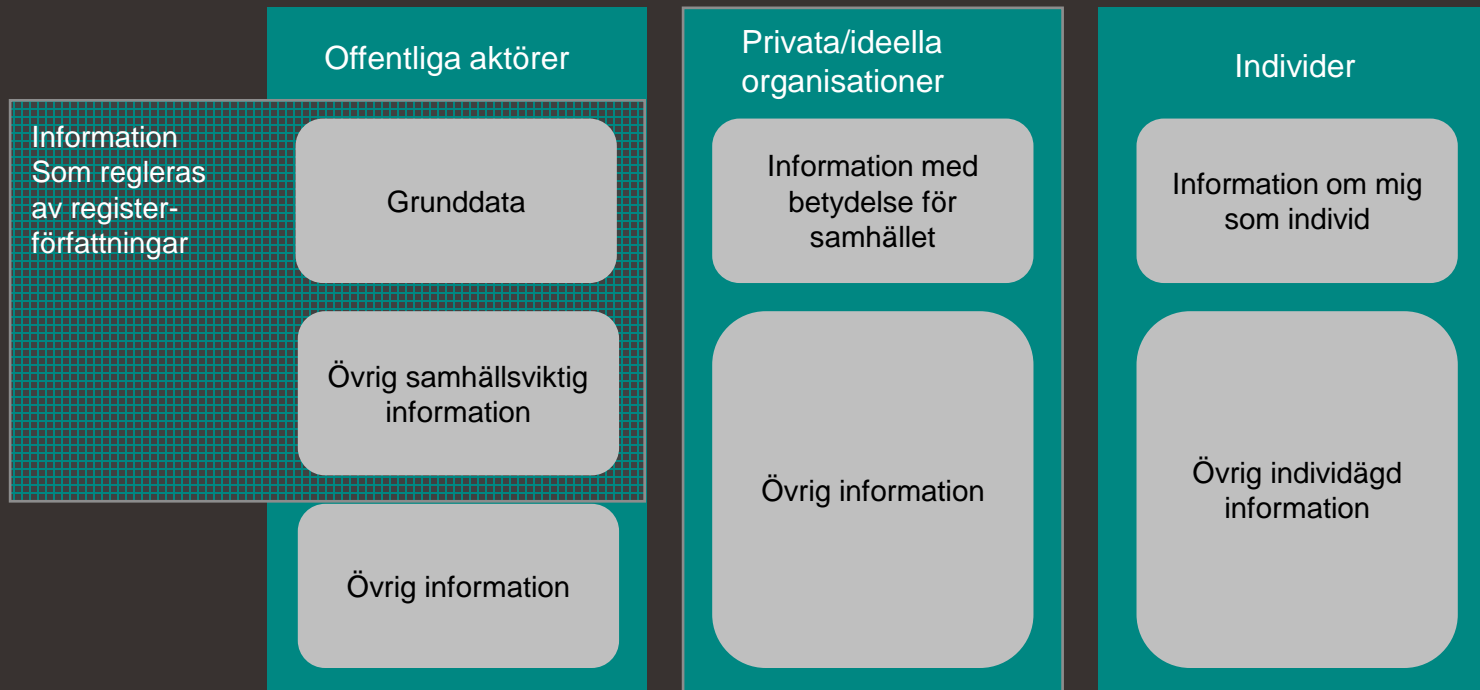 Offentliga aktörer
Privata/ideella
organisationer
Individer
Information
Som regleras
av register-
författningar
Grunddata
Övrig samhällsviktig
information
Övrig information
Information med
betydelse för
samhället
Övrig information
Information om mig
som individ
Övrig individägd
information